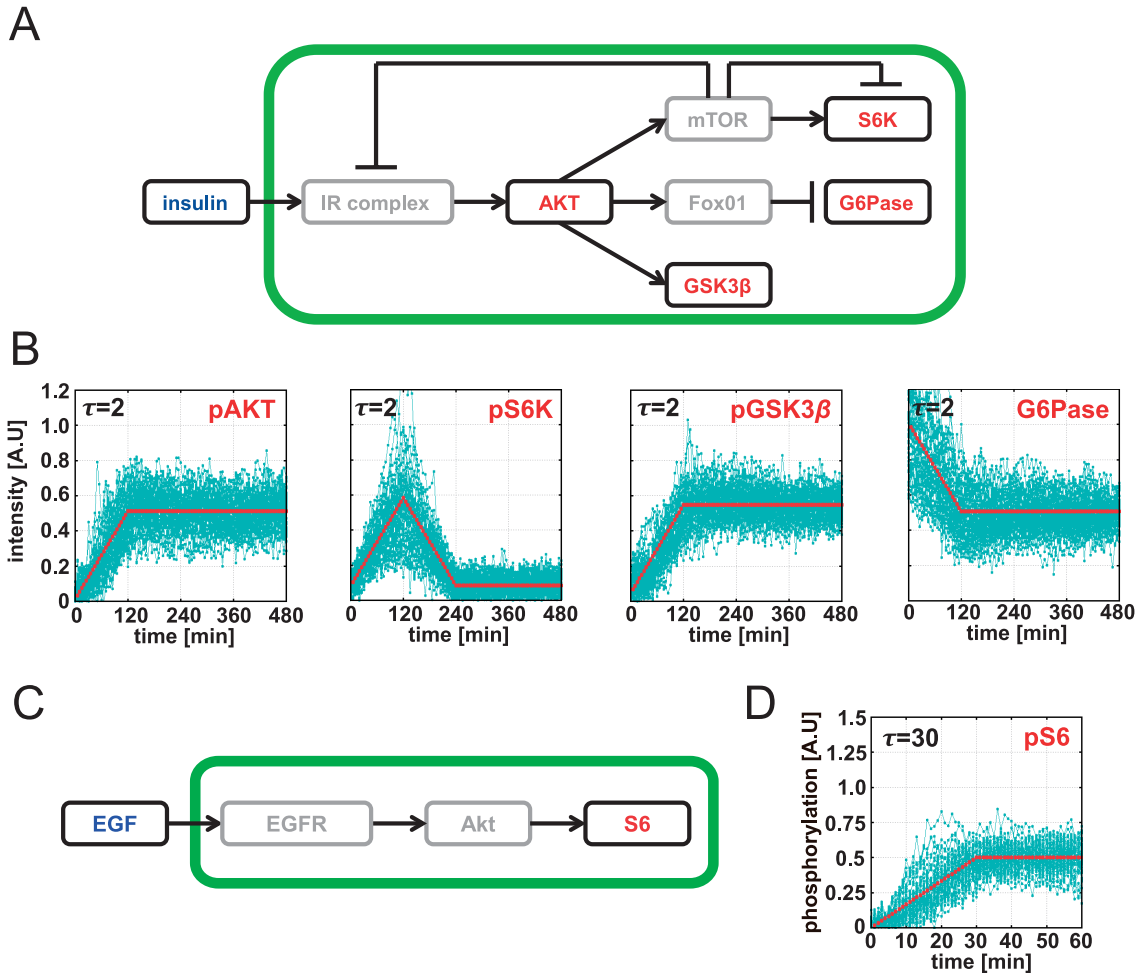 A
mTOR
S6K
insulin
IR complex
AKT
Fox01
G6Pase
GSK3β
B
intensity [A.U]
1.2
1.0
0.8
0.6
0.4
0.2
0
τ=2
pAKT
0 120 240 360 480
time [min]
τ=2
pS6K
0 120 240 360 480
time [min]
τ=2
pGSK3β
0 120 240 360 480
time [min]
τ=2
G6Pase
0 120 240 360 480
time [min]
C
EGF
EGFR
Akt
S6
D
phosphorylation [A.U]
1.5
1.25
1.0
0.75
0.5
0.25
0
τ=30
pS6
0 10 20 30 40 50 60
time [min]